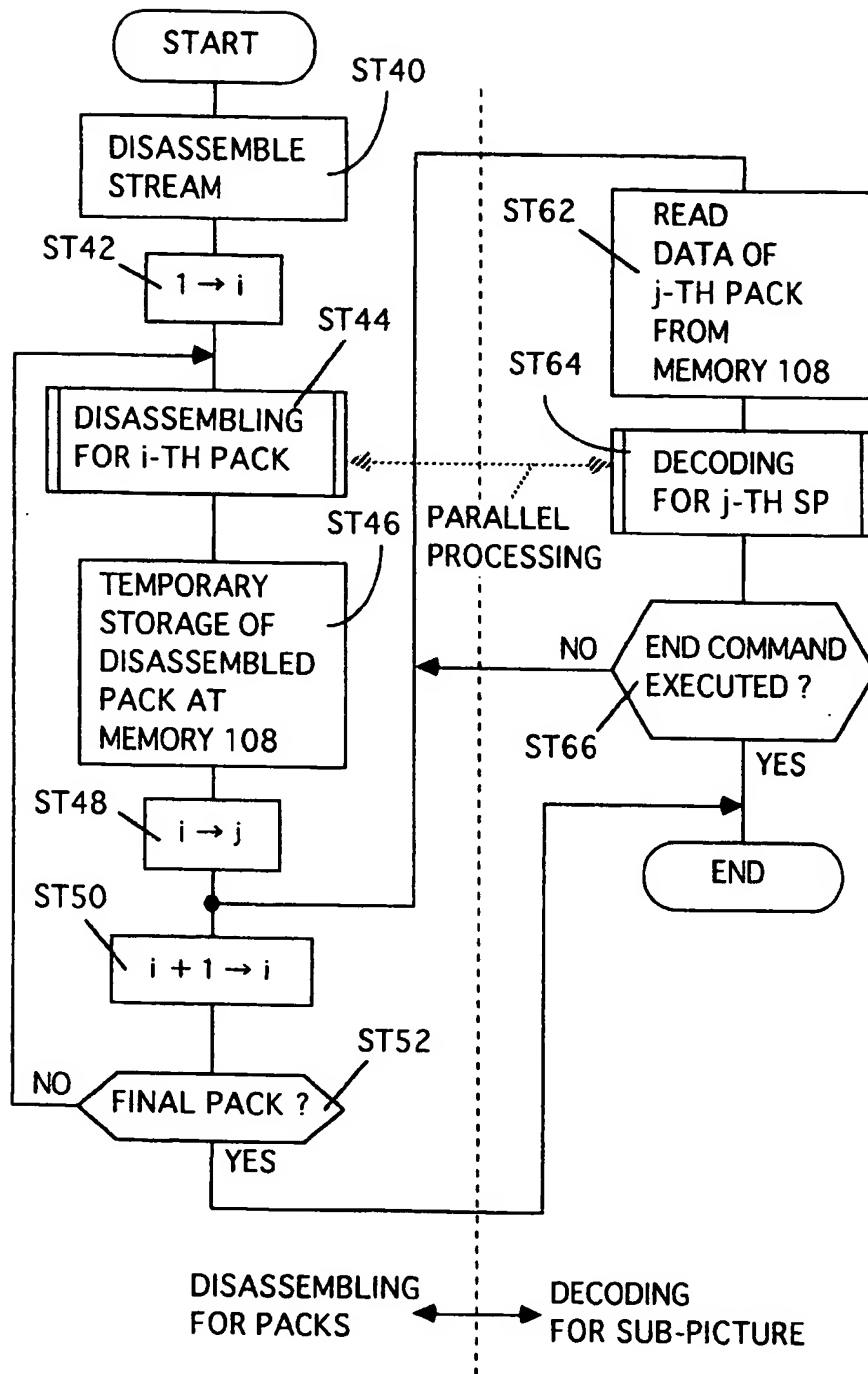 START
ST40
DISASSEMBLE
STREAM
ST42
1 → i
ST44
DISASSEMBLING
FOR i-TH PACK
ST46
TEMPORARY
STORAGE OF
DISASSEMBLED
PACK AT
MEMORY 108
ST48
i → j
ST50
i + 1 → i
ST52
NO
FINAL PACK ?
YES
PARALLEL
PROCESSING
ST62
READ
DATA OF
j-TH PACK
FROM
MEMORY 108
ST64
DECODING
FOR j-TH SP
NO
END COMMAND
EXECUTED ?
ST66
YES
END
DISASSEMBLING
FOR PACKS
DECODING
FOR SUB-PICTURE